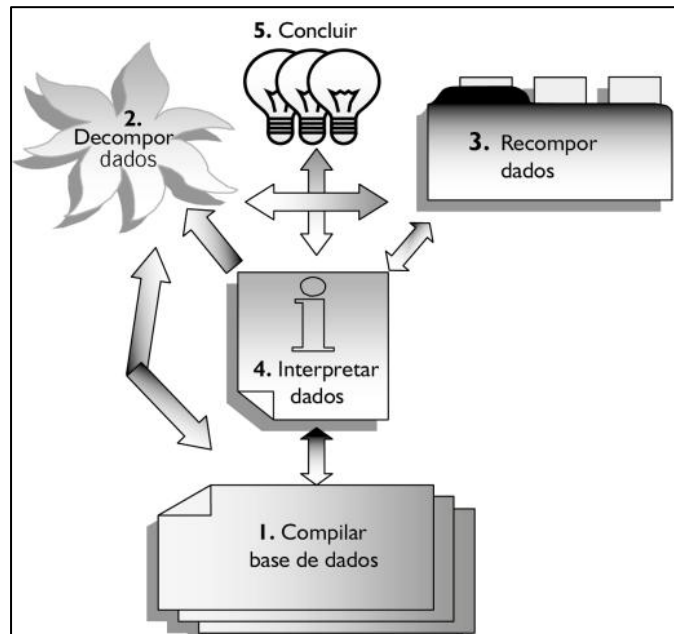 5. Concluir
2.
Decompor
dados
3. Recompor
dados
4. Interpretar
dados
1. Compilar
base de dados